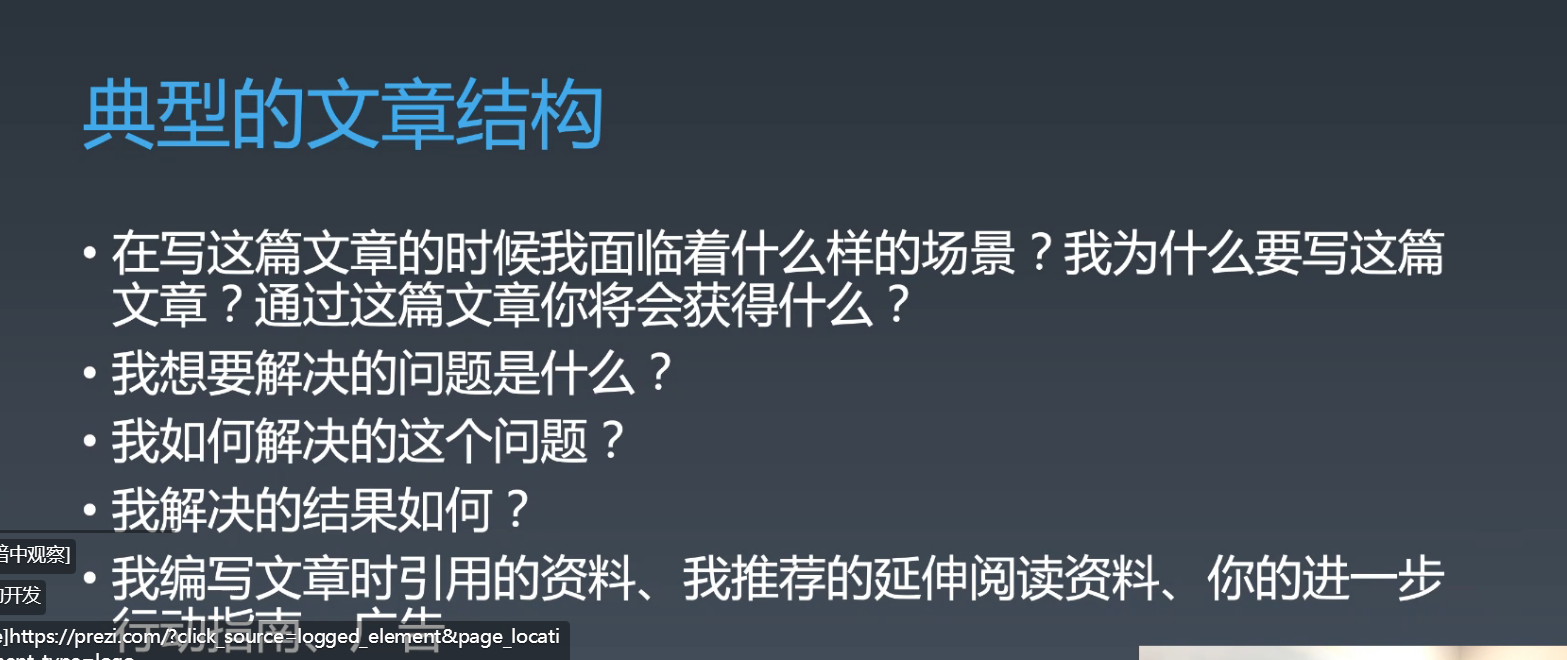 典型的文章结构
• 在写这篇文章的时候我面临着什么样的场景？我为什么要写这篇
文章？通过这篇文章你将会获得什么？
• 我想要解决的问题是什么？
• 我如何解决的这个问题？
• 我解决的结果如何？
暗中观察]
• 我编写文章时引用的资料、我推荐的延伸阅读资料、你的进一步
开发
行动指南、广告
]https://prezi.com/?click_source=logged_element&page_locati
ment_type=logo